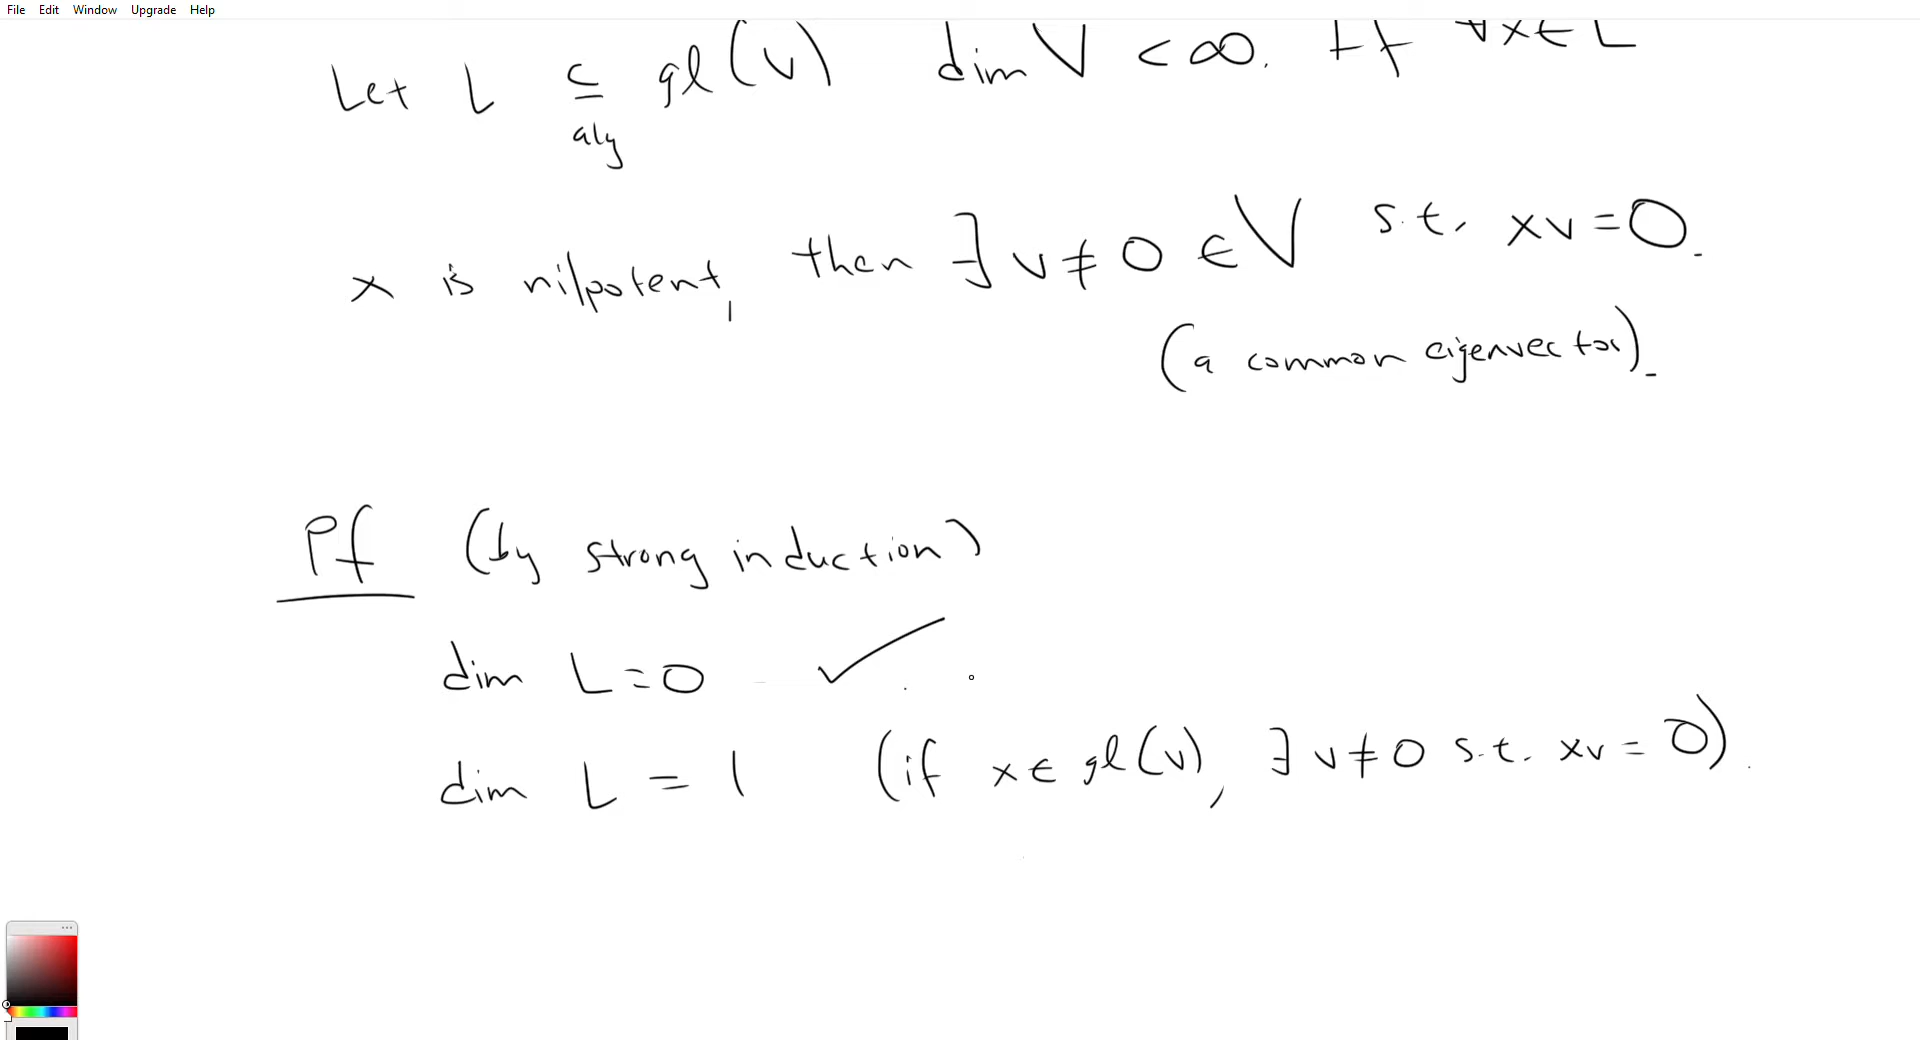 File Edit Window Upgrade Help
Let L ⊆ gl(V) dim V < ∞. If ∀x∈L
alg
x is nilpotent, then ∃ v≠0 ∈ V s.t. xv=0.
(a common eigenvector).
Pf (by strong induction)
dim L=0 ✓.
dim L = 1 (if x∈ gl(V), ∃ v≠0 s.t. xv=0).